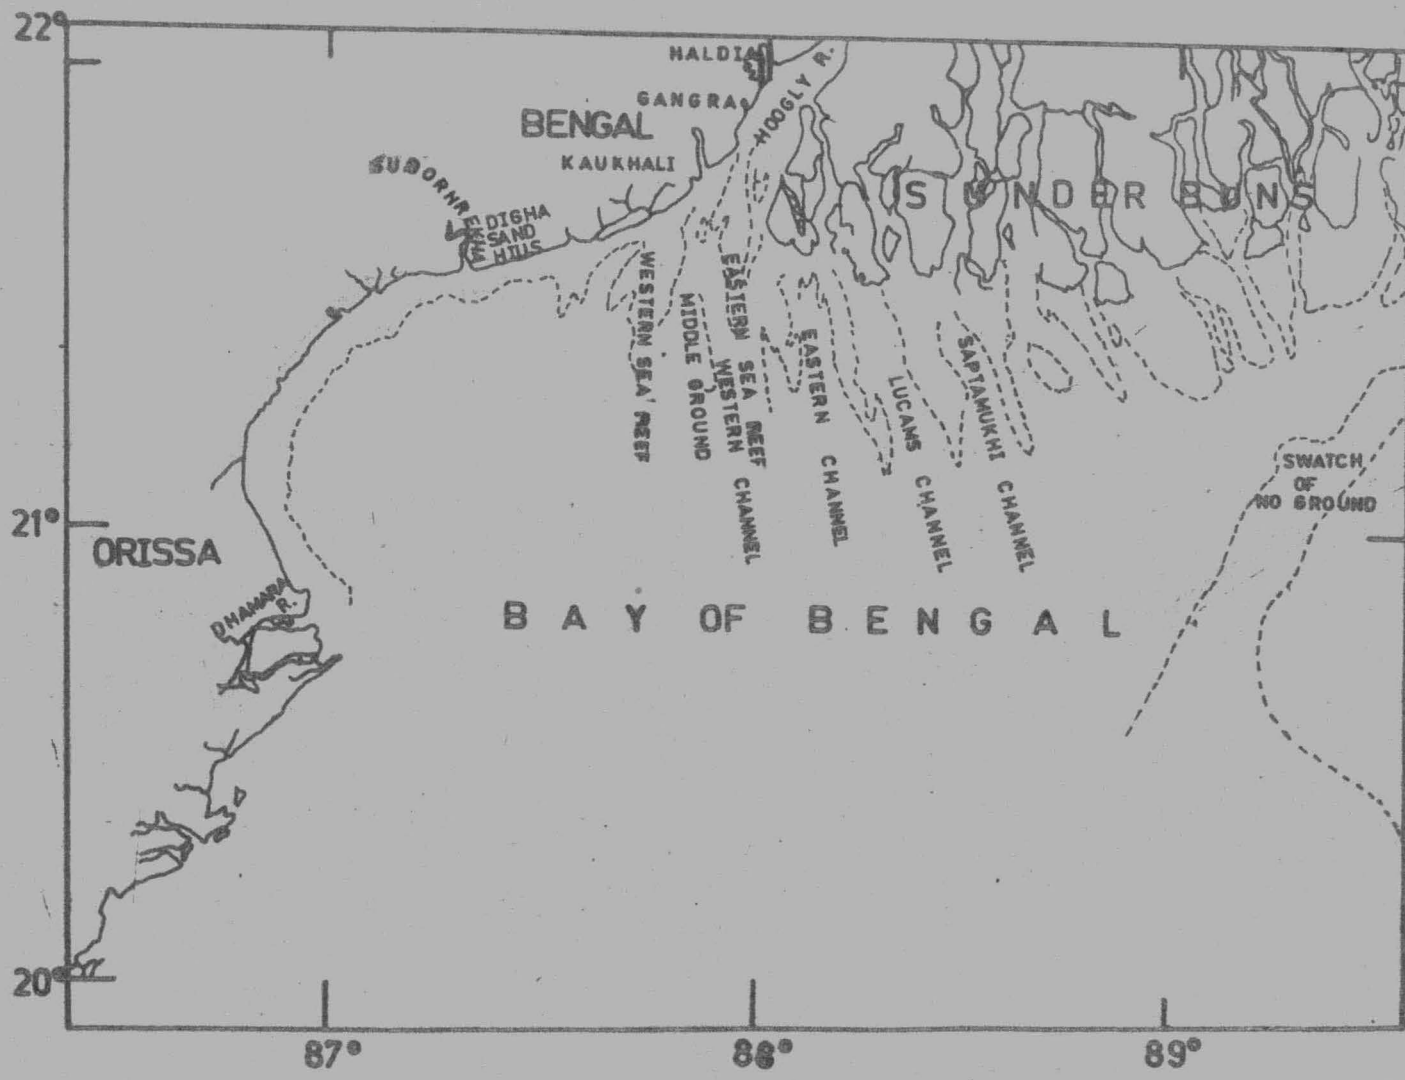 22°
HALDIA
HOOGLY R.
GANGRA
BENGAL
KAUKHALI
SUBORNREKHA
DIGHA
SAND
HILLS
SUNDER BUNS
WESTERN SEA REEF
MIDDLE GROUND
EASTERN SEA REEF
WESTERN CHANNEL
EASTERN CHANNEL
LUCAMS CHANNEL
SAPTAMUKHI CHANNEL
SWATCH
OF
NO GROUND
21°
ORISSA
DHAMARA
R.
BAY OF BENGAL
20°
87° 88° 89°